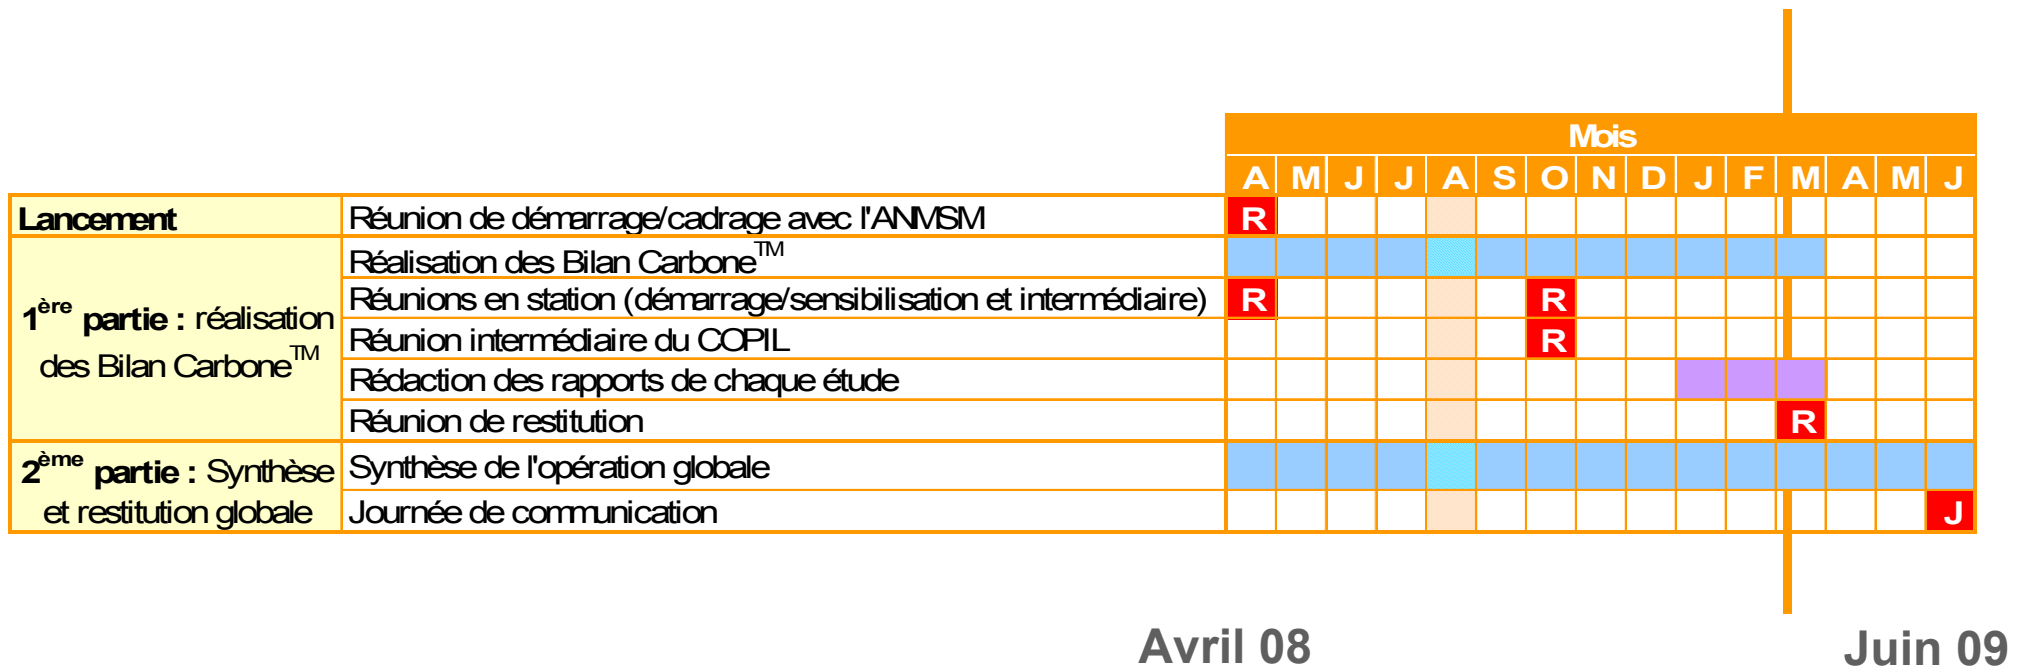 Mois
A M J J A S O N D J F M A M J
Lancement Réunion de démarrage/cadrage avec l'ANMSM R
Réalisation des Bilan Carbone™
1ère partie : réalisation des Bilan Carbone™
Réunions en station (démarrage/sensibilisation et intermédiaire) R R
Réunion intermédiaire du COPIL R
Rédaction des rapports de chaque étude
Réunion de restitution R
2ème partie : Synthèse et restitution globale
Synthèse de l'opération globale
Journée de communication J
Avril 08 Juin 09